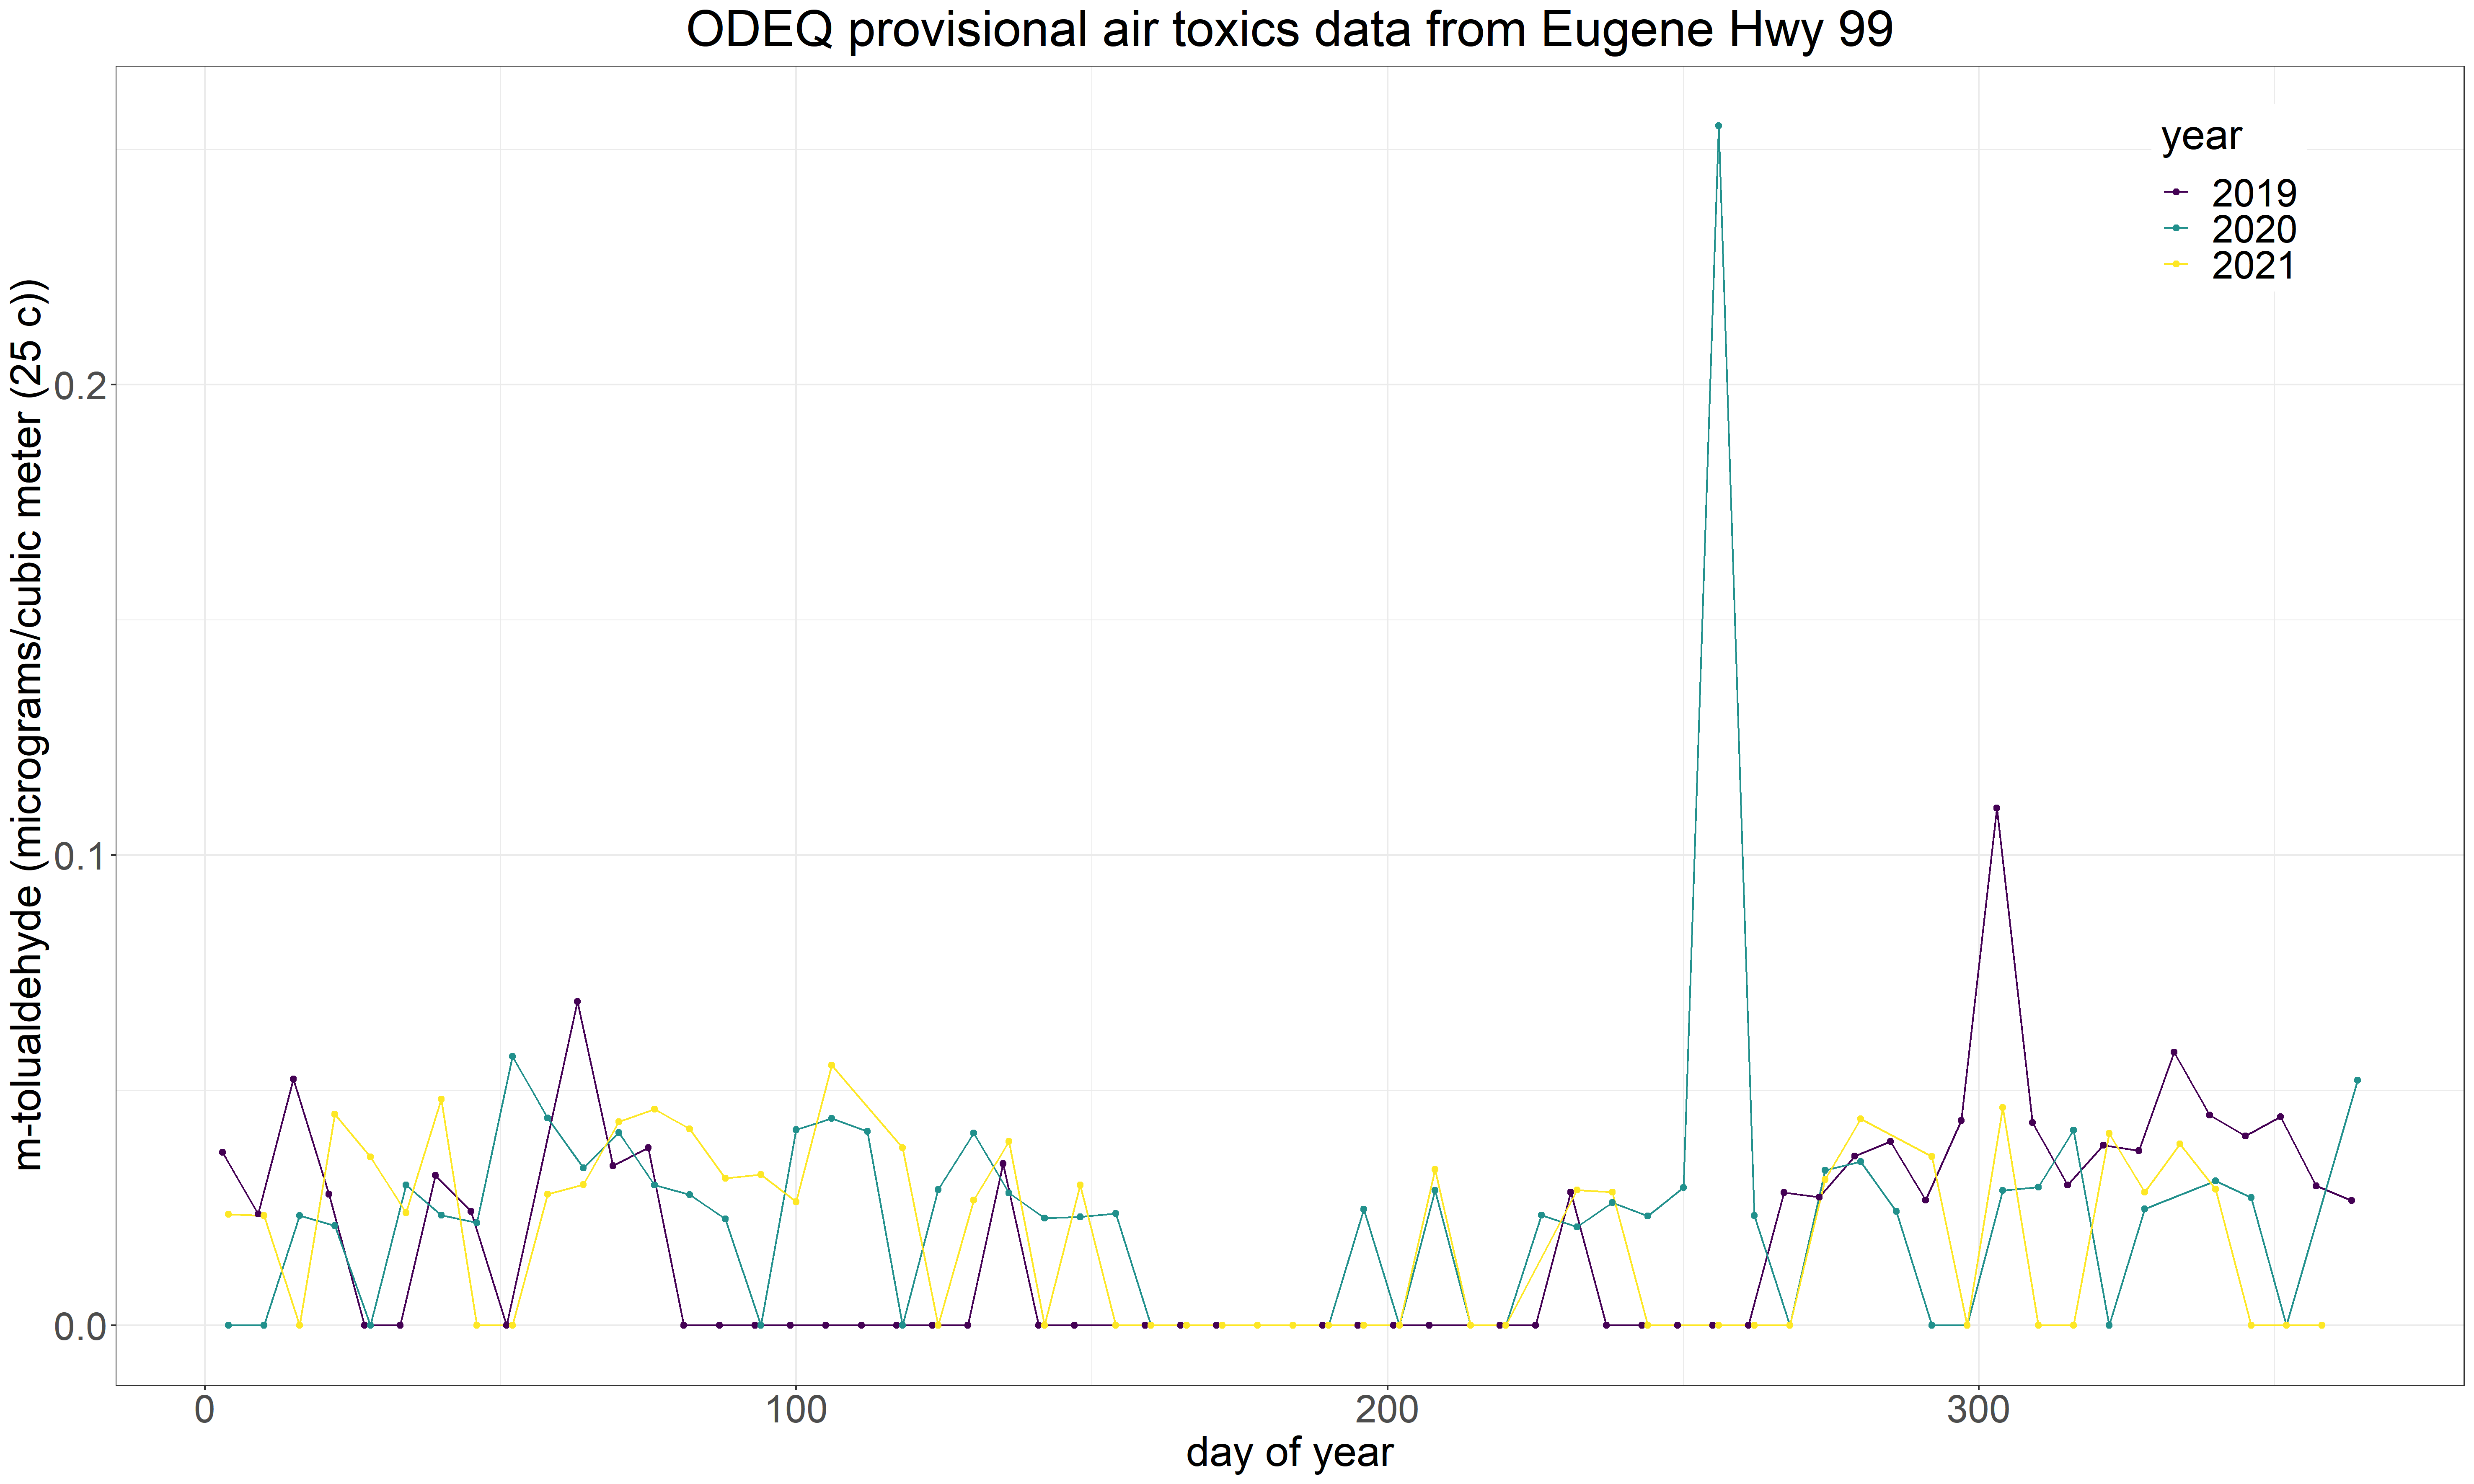 ODEQ provisional air toxics data from Eugene Hwy 99
year
2019
2020
2021
m-tolualdehyde (micrograms/cubic meter (25 c))
0.2
0.1
0.0
0 100 200 300
day of year